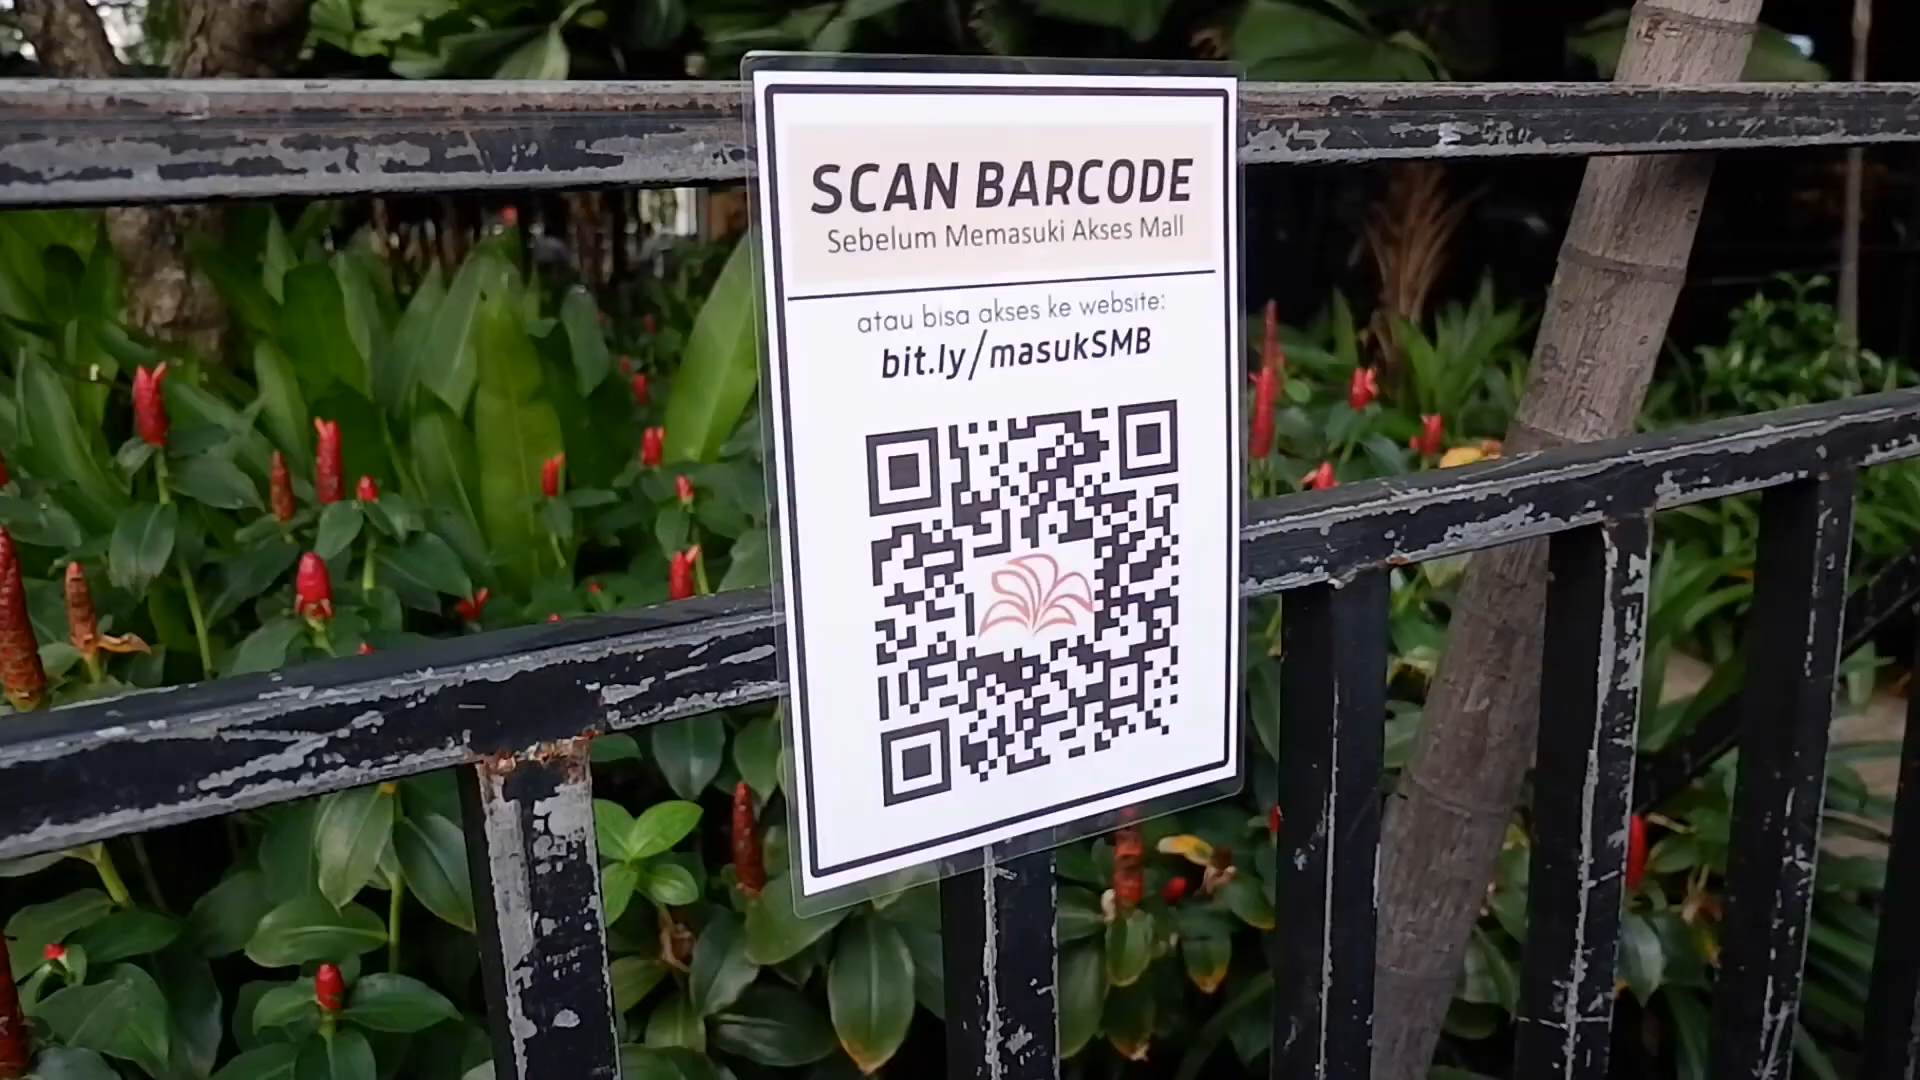 SCAN BARCODE
Sebelum Memasuki Akses Mall
atau bisa akses ke website:
bit.ly/masukSMB